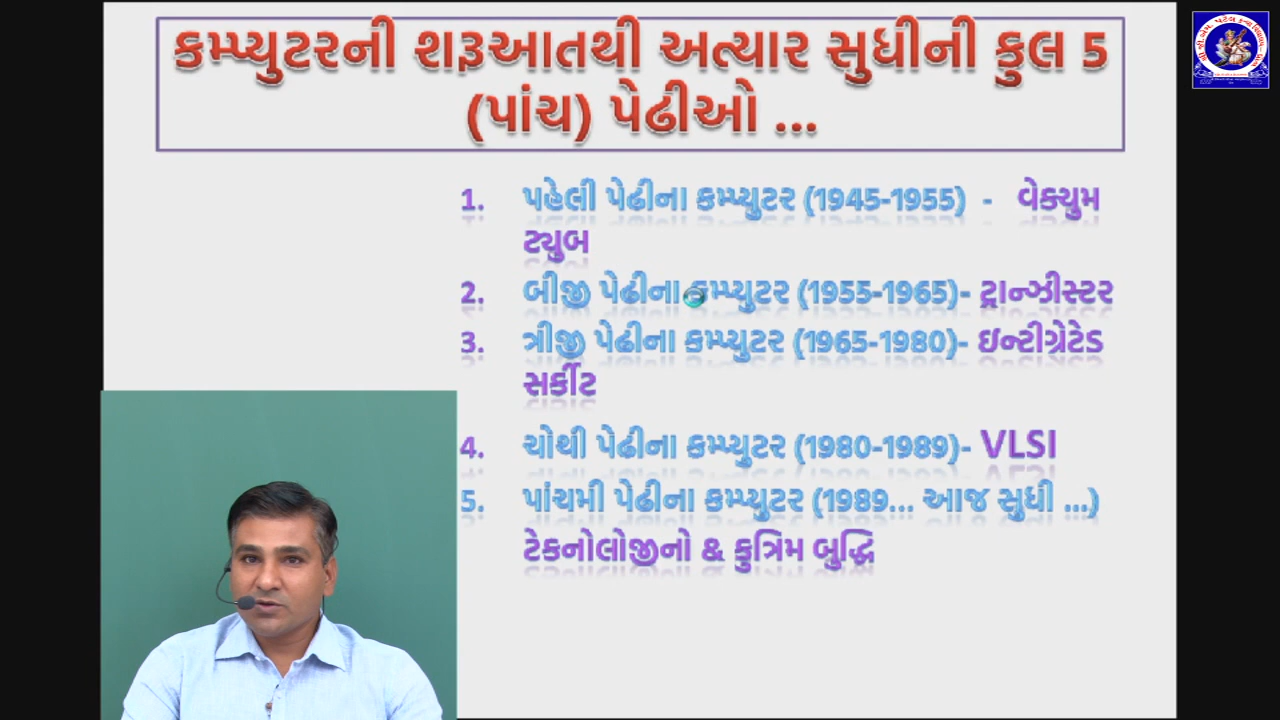 કમ્પ્યુટરની શરૂઆતથી અત્યાર સુધીની કુલ 5
(પાંચ) પેઢીઓ ...
1. પહેલી પેઢીના કમ્પ્યુટર (1945-1955) - વેક્યુમ
ટ્યુબ
2. બીજી પેઢીના કમ્પ્યુટર (1955-1965)- ટ્રાન્ઝીસ્ટર
3. ત્રીજી પેઢીના કમ્પ્યુટર (1965-1980)- ઇન્ટીગ્રેટેડ
સર્કીટ
4. ચોથી પેઢીના કમ્પ્યુટર (1980-1989)- VLSI
5. પાંચમી પેઢીના કમ્પ્યુટર (1989... આજ સુધી ...)
ટેકનોલોજીનો & કુત્રિમ બુદ્ધિ